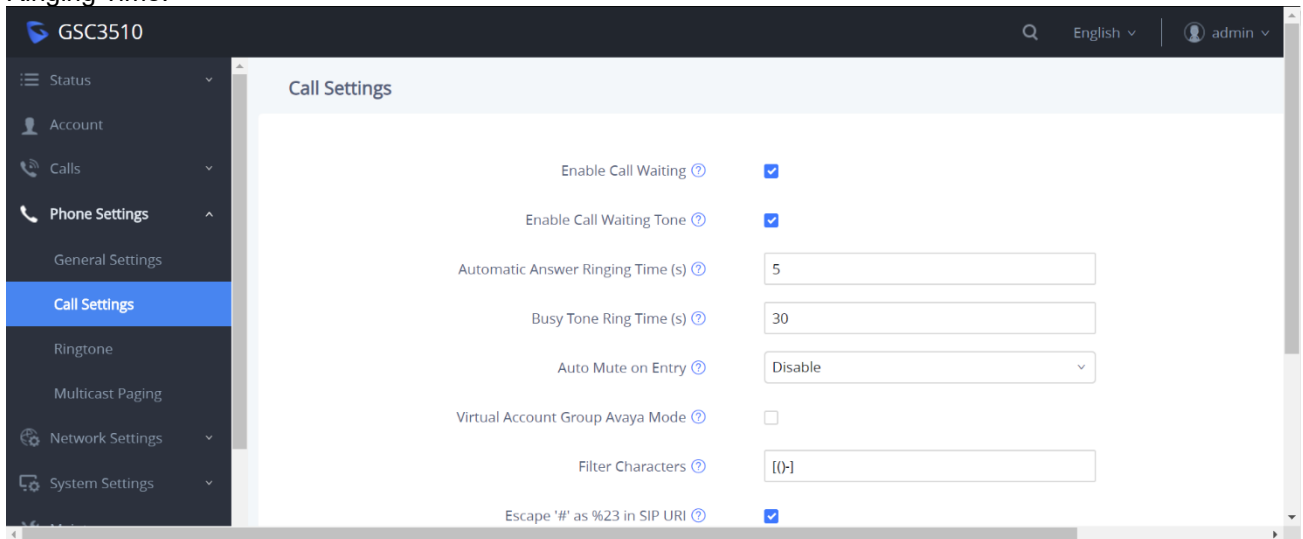 Ringing Time.
GSC3510
English
admin
Status
Account
Calls
Phone Settings
General Settings
Call Settings
Ringtone
Multicast Paging
Network Settings
System Settings
Call Settings
Enable Call Waiting
Enable Call Waiting Tone
Automatic Answer Ringing Time (s)
5
Busy Tone Ring Time (s)
30
Auto Mute on Entry
Disable
Virtual Account Group Avaya Mode
Filter Characters
[()-]
Escape '#' as %23 in SIP URI